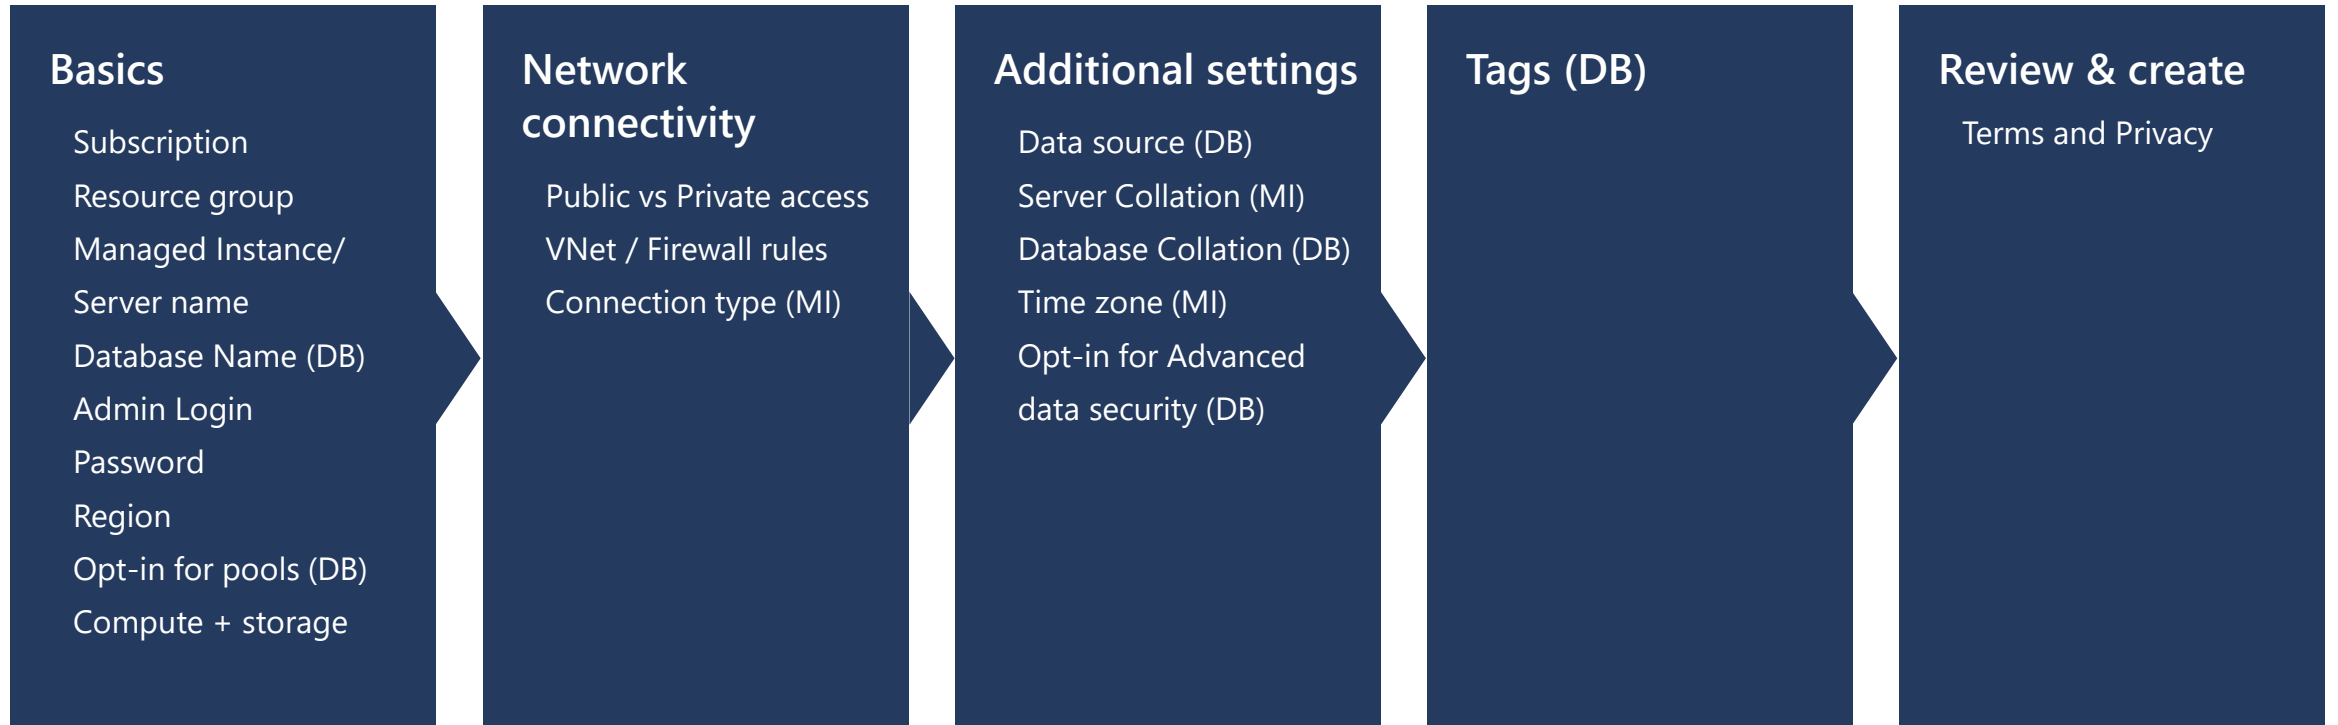 Basics
Subscription
Resource group
Managed Instance/
Server name
Database Name (DB)
Admin Login
Password
Region
Opt-in for pools (DB)
Compute + storage
Network
connectivity
Public vs Private access
VNet / Firewall rules
Connection type (MI)
Additional settings
Data source (DB)
Server Collation (MI)
Database Collation (DB)
Time zone (MI)
Opt-in for Advanced
data security (DB)
Tags (DB)
Review & create
Terms and Privacy